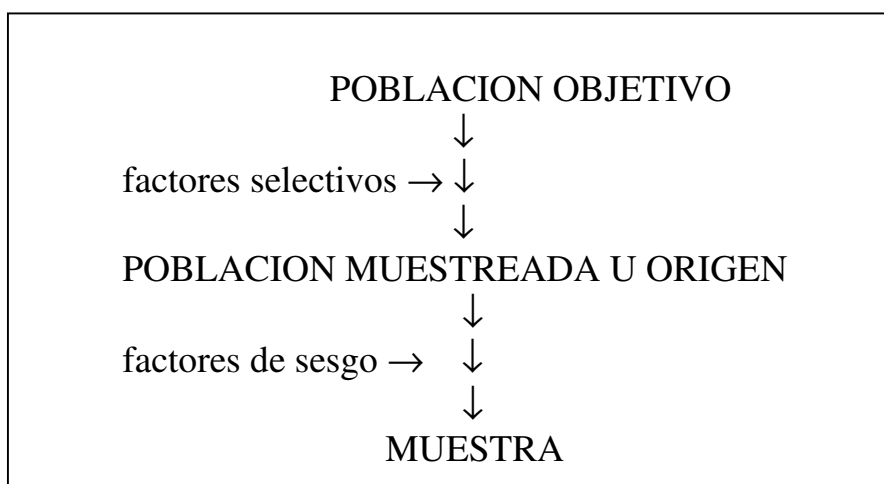 POBLACION OBJETIVO
↓
factores selectivos → ↓
↓
POBLACION MUESTREADA U ORIGEN
↓
factores de sesgo → ↓
↓
MUESTRA